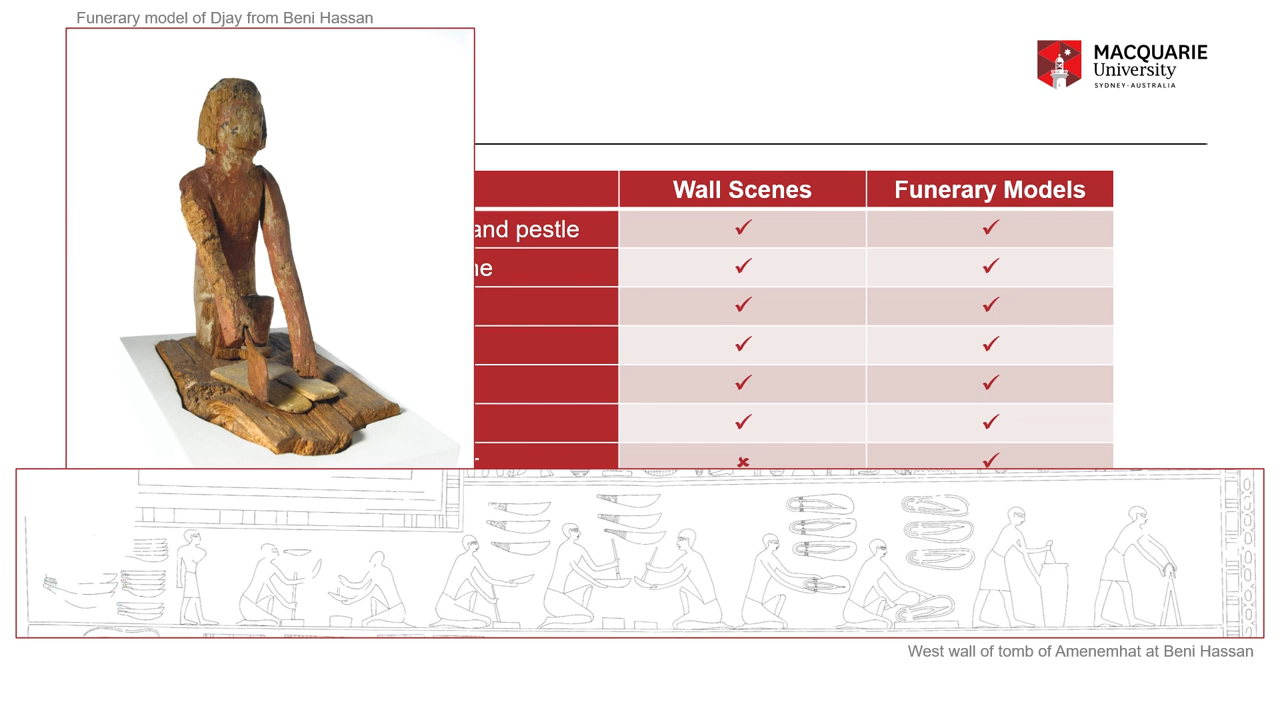 Funerary model of Djay from Beni Hassan
MACQUARIE
University
SYDNEY-AUSTRALIA
Wall Scenes
Funerary Models
and pestle
West wall of tomb of Amenemhat at Beni Hassan